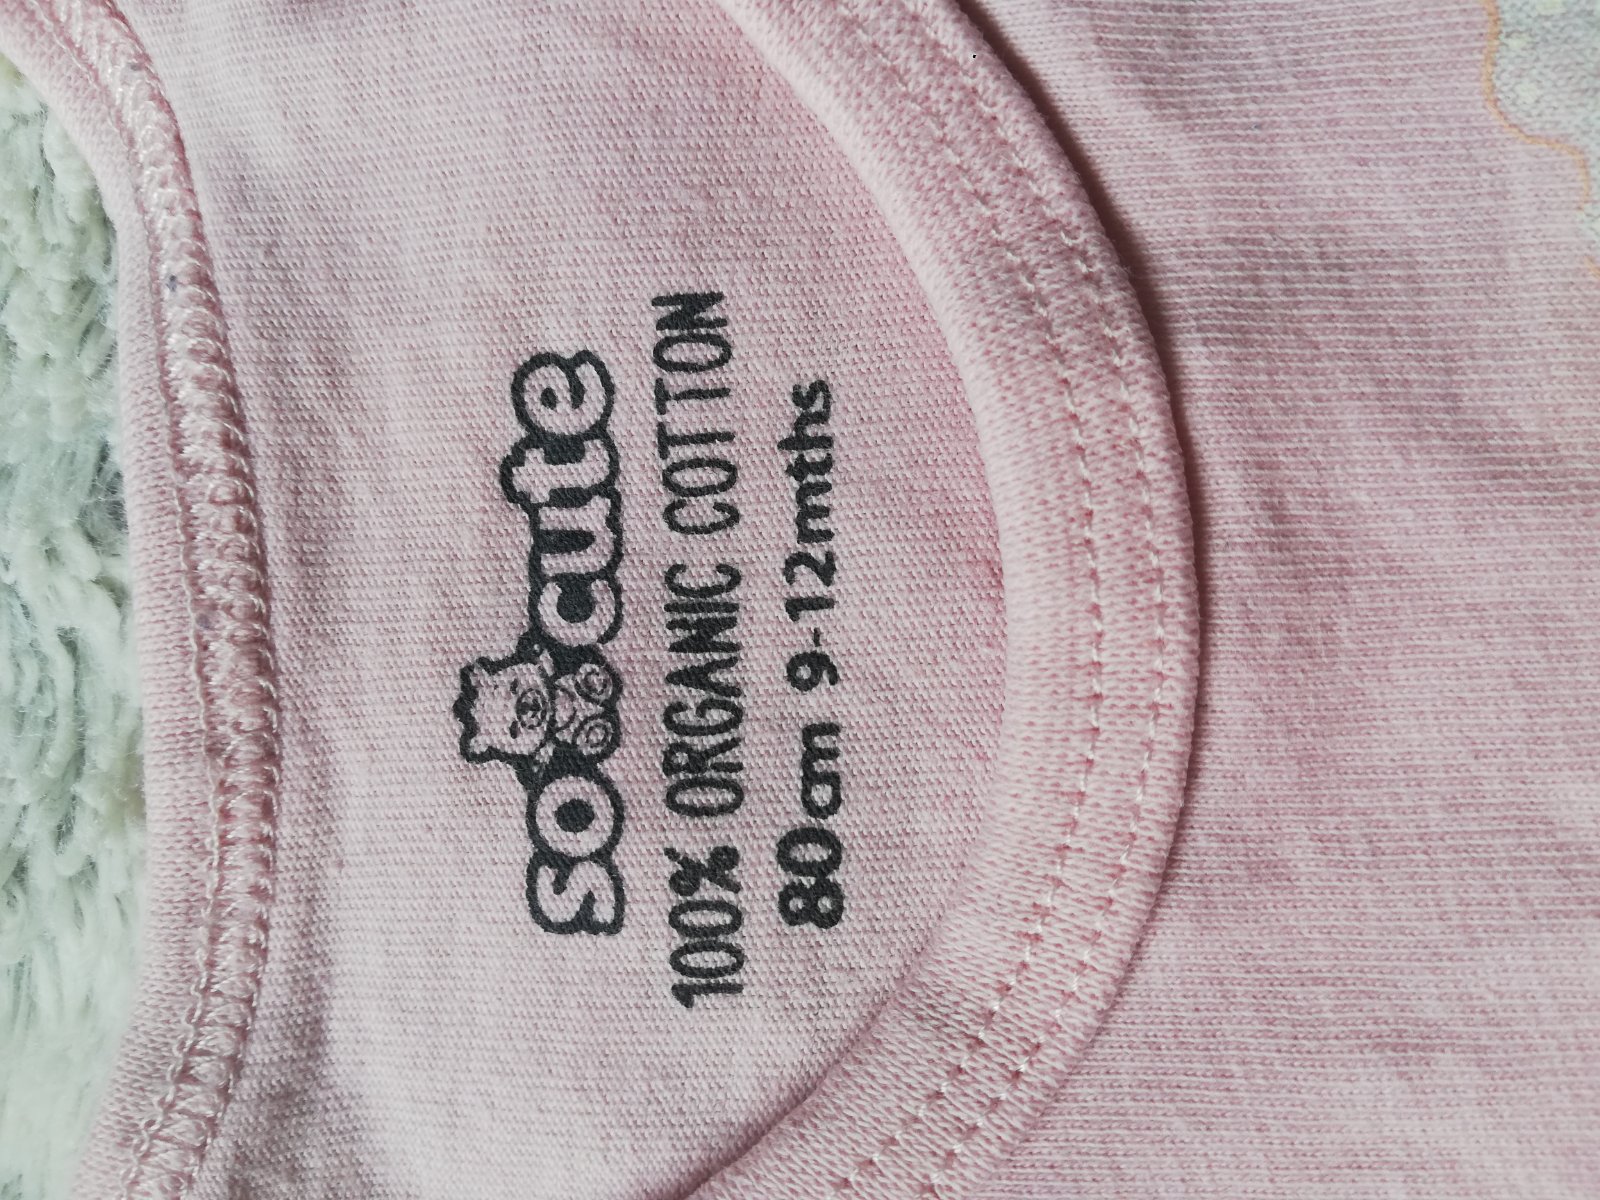 so cute
100% ORGANIC COTTON
80cm 9-12mths